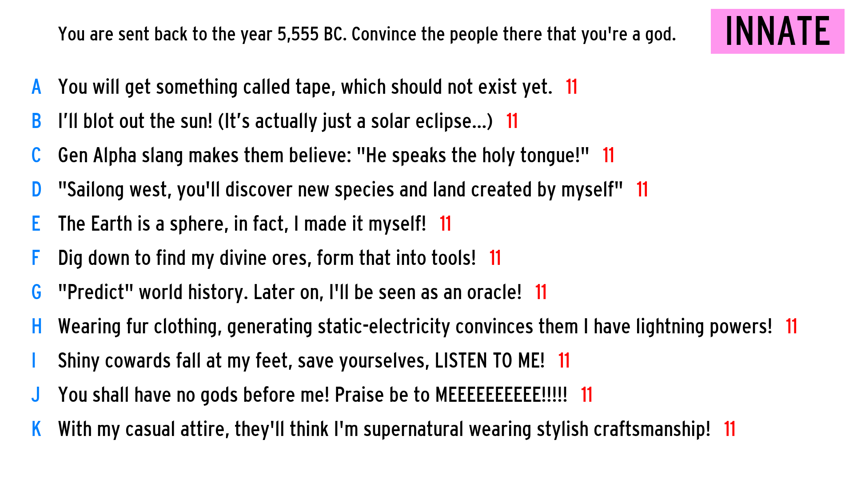 You are sent back to the year 5,555 BC. Convince the people there that you're a god.
INNATE
A You will get something called tape, which should not exist yet. 11
B I’ll blot out the sun! (It’s actually just a solar eclipse...) 11
C Gen Alpha slang makes them believe: "He speaks the holy tongue!" 11
D "Sailong west, you'll discover new species and land created by myself" 11
E The Earth is a sphere, in fact, I made it myself! 11
F Dig down to find my divine ores, form that into tools! 11
G "Predict" world history. Later on, I'll be seen as an oracle! 11
H Wearing fur clothing, generating static-electricity convinces them I have lightning powers! 11
I Shiny cowards fall at my feet, save yourselves, LISTEN TO ME! 11
J You shall have no gods before me! Praise be to MEEEEEEEEEE!!!!! 11
K With my casual attire, they'll think I'm supernatural wearing stylish craftsmanship! 11